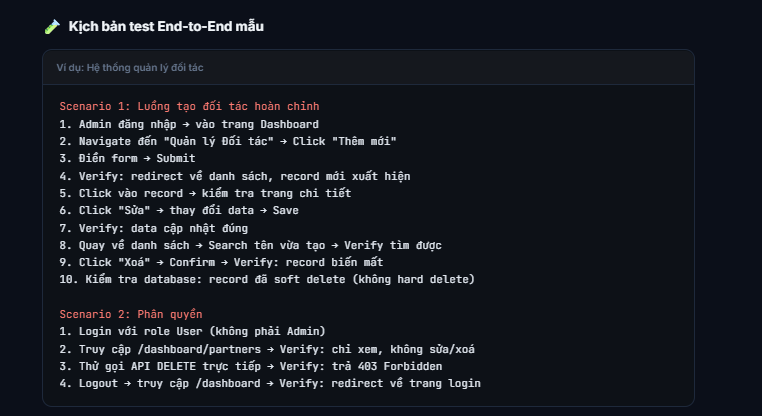 Kịch bản test End-to-End mẫu
Ví dụ: Hệ thống quản lý đối tác
Scenario 1: Luồng tạo đối tác hoàn chỉnh
1. Admin đăng nhập → vào trang Dashboard
2. Navigate đến "Quản lý Đối tác" → Click "Thêm mới"
3. Điền form → Submit
4. Verify: redirect về danh sách, record mới xuất hiện
5. Click vào record → kiểm tra trang chi tiết
6. Click "Sửa" → thay đổi data → Save
7. Verify: data cập nhật đúng
8. Quay về danh sách → Search tên vừa tạo → Verify tìm được
9. Click "Xoá" → Confirm → Verify: record biến mất
10. Kiểm tra database: record đã soft delete (không hard delete)
Scenario 2: Phân quyền
1. Login với role User (không phải Admin)
2. Truy cập /dashboard/partners → Verify: chỉ xem, không sửa/xoá
3. Thử gọi API DELETE trực tiếp → Verify: trả 403 Forbidden
4. Logout → truy cập /dashboard → Verify: redirect về trang login